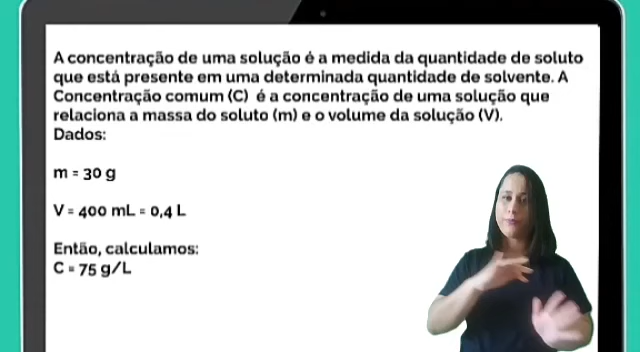 A concentração de uma solução é a medida da quantidade de soluto
que está presente em uma determinada quantidade de solvente. A
Concentração comum (C) é a concentração de uma solução que
relaciona a massa do soluto (m) e o volume da solução (V).
Dados:
m = 30 g
V = 400 mL = 0,4 L
Então, calculamos:
C = 75 g/L